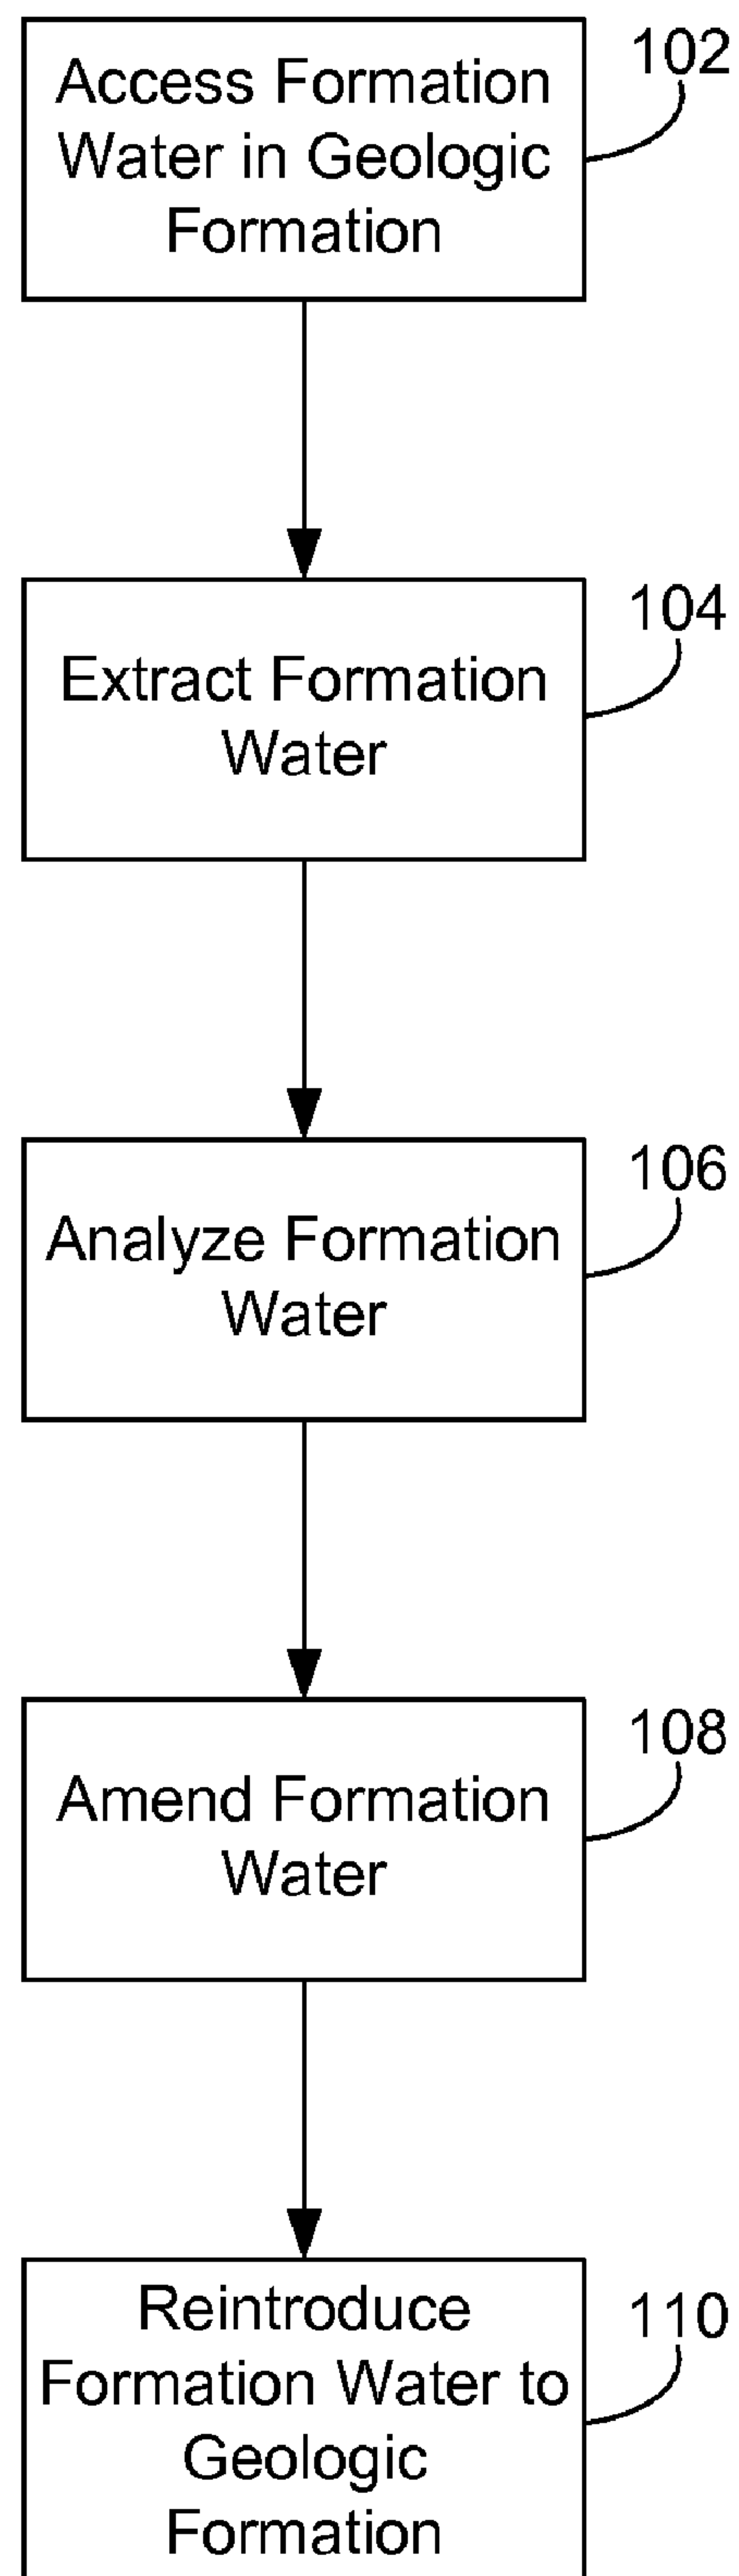 Access Formation
Water in Geologic
Formation
102
Extract Formation
Water
104
Analyze Formation
Water
106
Amend Formation
Water
108
Reintroduce
Formation Water to
Geologic
Formation
110